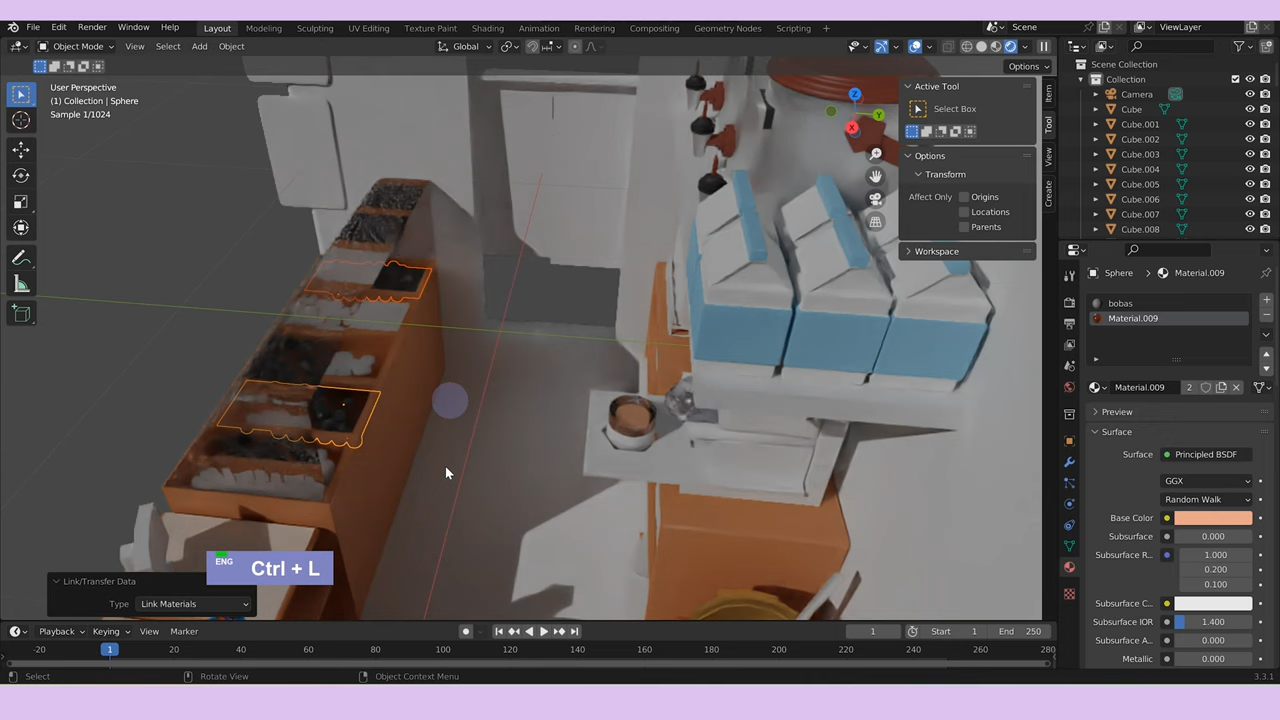 File Edit Render Window Help Layout Modeling Sculpting UV Editing Texture Paint Shading Animation Rendering Compositing Geometry Nodes Scripting + Scene ViewLayer
Object Mode View Select Add Object Global
Options
User Perspective
(1) Collection | Sphere
Sample 1/1024
Z
Y
X
Active Tool
Select Box
Options
Transform
Affect Only Origins
Locations
Parents
Workspace
Item
Tool
View
Create
Scene Collection
Collection
Camera
Cube
Cube.001
Cube.002
Cube.003
Cube.004
Cube.005
Cube.006
Cube.007
Cube.008
Sphere Material.009
bobas
Material.009
Material.009 2
Preview
Surface
Surface Principled BSDF
GGX
Random Walk
Base Color
Subsurface 0.000
Subsurface R... 1.000
0.200
0.100
Subsurface C...
Subsurface IOR 1.400
Subsurface A... 0.000
Metallic 0.000
ENG Ctrl + L
Link/Transfer Data
Type Link Materials
Playback Keying View Marker 1 Start 1 End 250
-20 1 20 40 60 80 100 120 140 160 180 200 220 240 260 280
Select Rotate View Object Context Menu 3.3.1